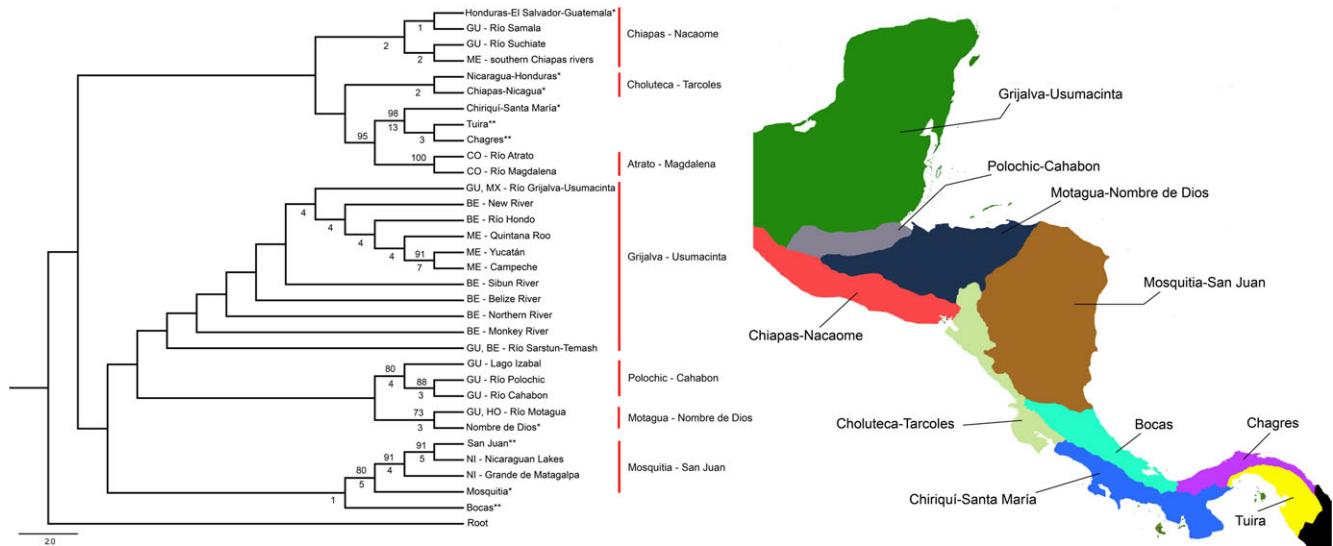 Honduras-El Salvador-Guatemala*
1
GU - Río Samala
2
GU - Río Suchiate
2
ME - southern Chiapas rivers
Chiapas - Nacaome
Nicaragua-Honduras*
2
Chiapas-Nicagua*
Choluteca - Tarcoles
Chiriquí-Santa María*
98
13
Tuira**
95
3
Chagres**
100
CO - Río Atrato
CO - Río Magdalena
Atrato - Magdalena
GU, MX - Río Grijalva-Usumacinta
4
BE - New River
4
BE - Río Hondo
4
ME - Quintana Roo
4
91
ME - Yucatán
7
ME - Campeche
Grijalva - Usumacinta
BE - Sibun River
BE - Belize River
BE - Northern River
BE - Monkey River
GU, BE - Río Sarstun-Temash
GU - Lago Izabal
80
4
88
GU - Río Polochic
3
GU - Río Cahabon
Polochic - Cahabon
73
GU, HO - Río Motagua
3
Nombre de Dios*
Motagua - Nombre de Dios
San Juan**
91
5
NI - Nicaraguan Lakes
91
4
NI - Grande de Matagalpa
80
5
Mosquitia*
Mosquitia - San Juan
1
Bocas**
Root
2.0
Grijalva-Usumacinta
Polochic-Cahabon
Motagua-Nombre de Dios
Mosquitia-San Juan
Chiapas-Nacaome
Choluteca-Tarcoles
Bocas
Chagres
Chiriquí-Santa María
Tuira